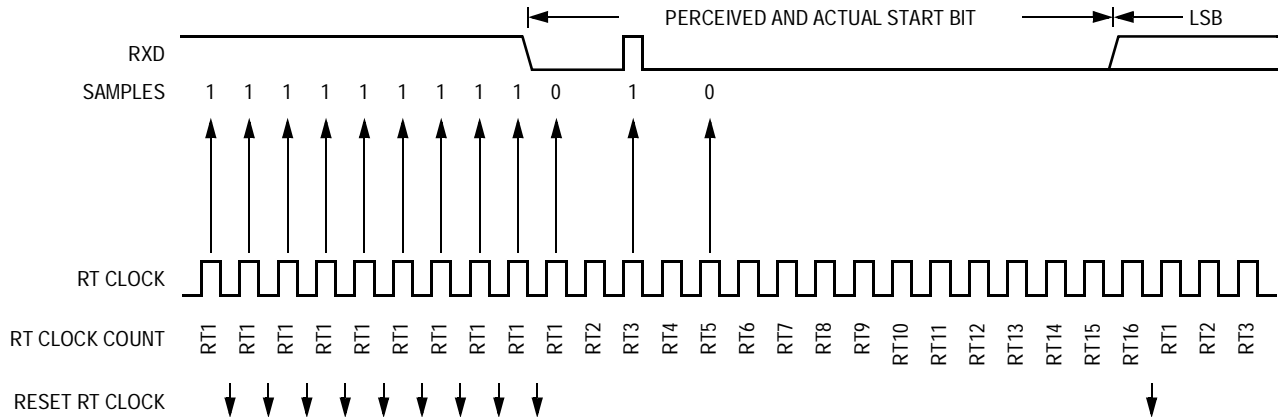 PERCEIVED AND ACTUAL START BIT LSB
RXD
SAMPLES 1 1 1 1 1 1 1 1 1 0 1 0
RT CLOCK
RT CLOCK COUNT RT1 RT1 RT1 RT1 RT1 RT1 RT1 RT1 RT1 RT1 RT2 RT3 RT4 RT5 RT6 RT7 RT8 RT9 RT10 RT11 RT12 RT13 RT14 RT15 RT16 RT1 RT2 RT3
RESET RT CLOCK